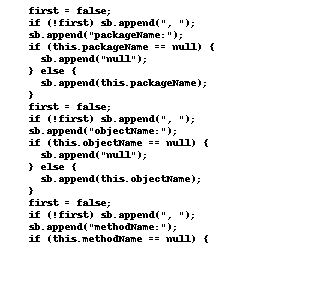 first = false;
if (!first) sb.append(", ");
sb.append("packageName:");
if (this.packageName == null) {
sb.append("null");
} else {
sb.append(this.packageName);
}
first = false;
if (!first) sb.append(", ");
sb.append("objectName:");
if (this.objectName == null) {
sb.append("null");
} else {
sb.append(this.objectName);
}
first = false;
if (!first) sb.append(", ");
sb.append("methodName:");
if (this.methodName == null) {